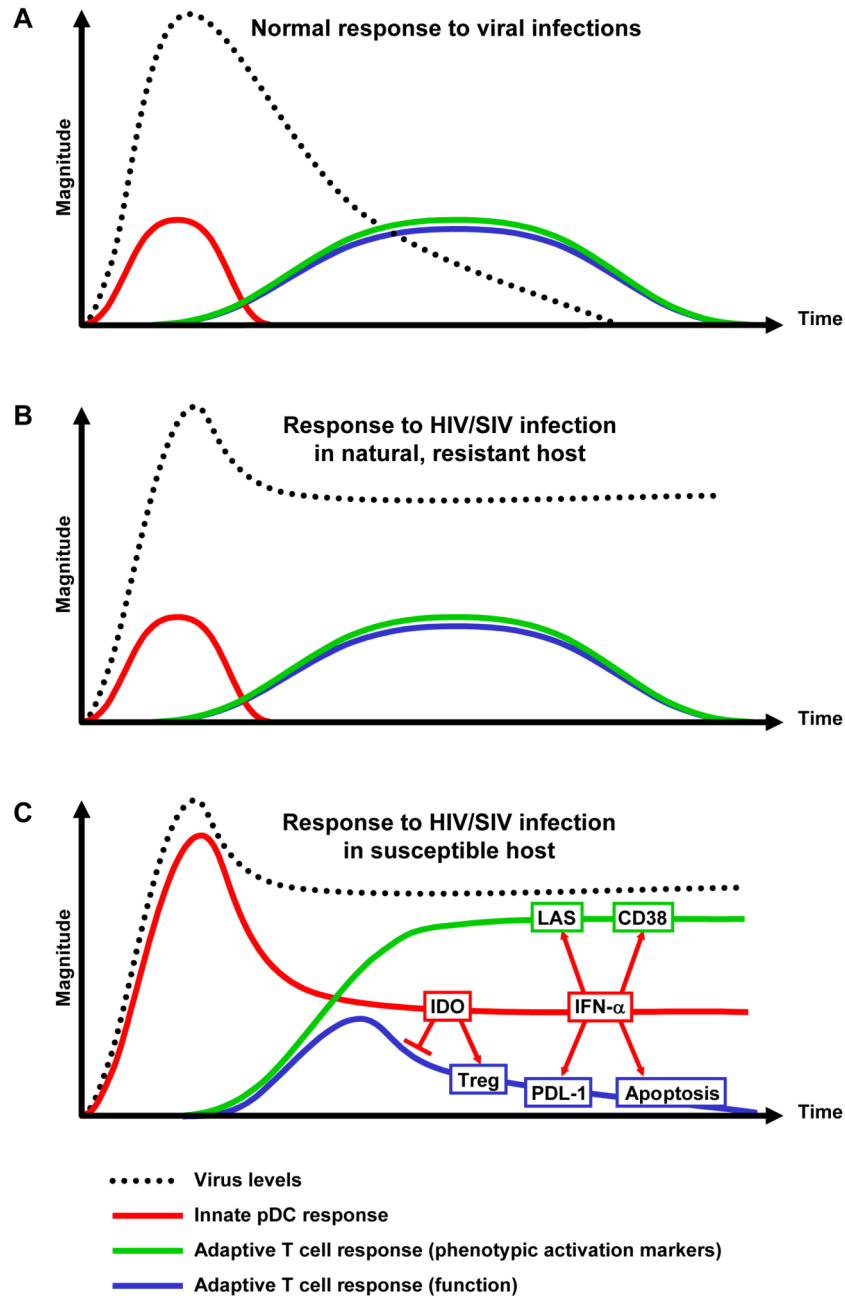 A
Normal response to viral infections
Magnitude
Time
B
Response to HIV/SIV infection
in natural, resistant host
Magnitude
Time
C
Response to HIV/SIV infection
in susceptible host
Magnitude
LAS
CD38
IDO
IFN-α
Treg
PDL-1
Apoptosis
Time
Virus levels
Innate pDC response
Adaptive T cell response (phenotypic activation markers)
Adaptive T cell response (function)